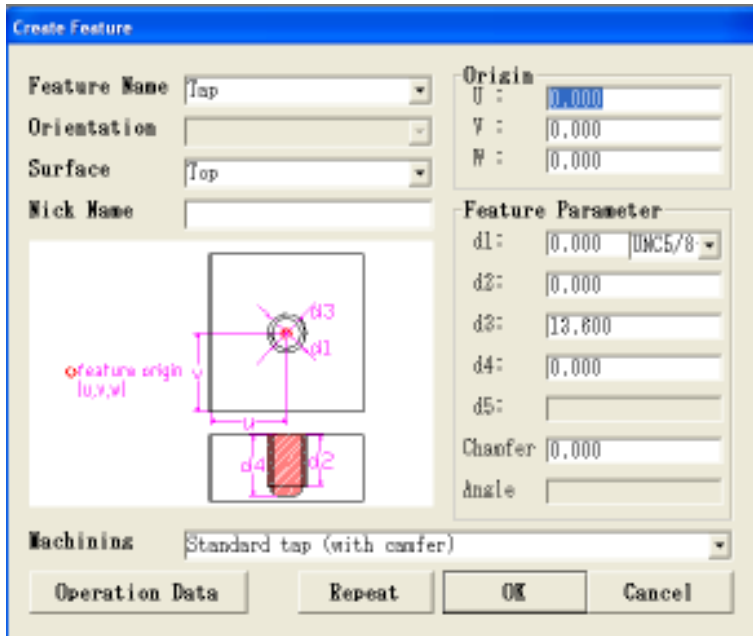 Create Feature
Feature Name Tap
Orientation
Surface Top
Nick Name
Origin
U : 0.000
V : 0.000
W : 0.000
Feature Parameter
d1: 0.000 UNC5/8-
d2: 0.000
d3: 13.600
d4: 0.000
d5:
Chamfer 0.000
Angle
d3
d1
feature origin
(u,v,w)
v
u
d4 d2
Machining Standard tap (with camfer)
Operation Data Repeat OK Cancel